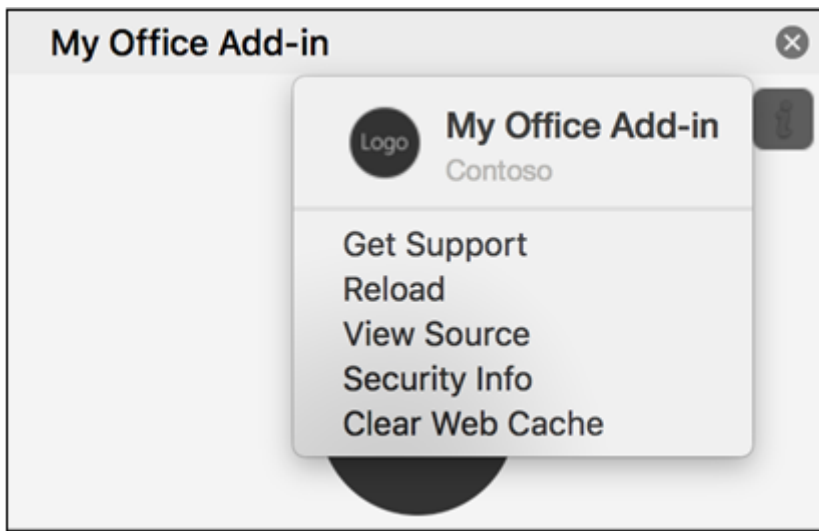 My Office Add-in
i
Logo
My Office Add-in
Contoso
Get Support
Reload
View Source
Security Info
Clear Web Cache